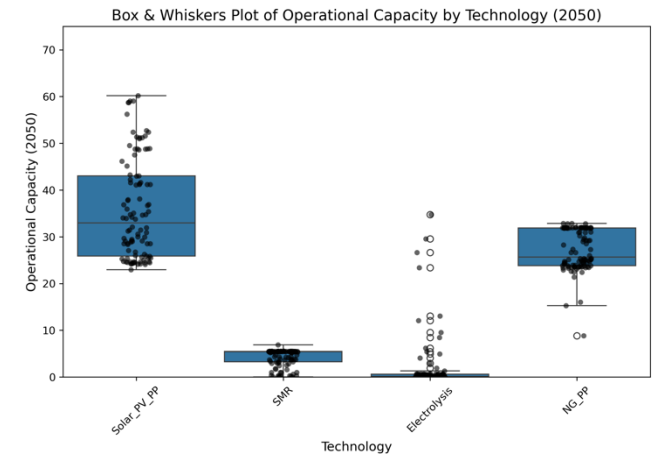 Box & Whiskers Plot of Operational Capacity by Technology (2050)
Operational Capacity (2050)
70
60
50
40
30
20
10
0
Solar_PV_PP
SMR
Electrolysis
NG_PP
Technology